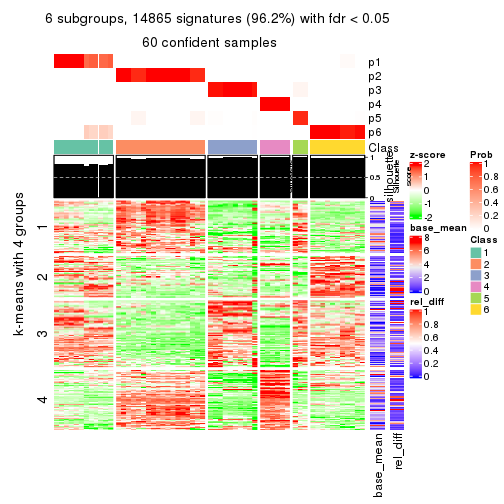 6 subgroups, 14865 signatures (96.2%) with fdr < 0.05
60 confident samples
p1
p2
p3
p4
p5
p6
Class
1
0.5
0
silhouette
Silhouette
score
k-means with 4 groups
1
2
3
4
base_mean
rel_diff
z-score
2
1
0
-1
-2
base_mean
8
6
4
2
0
rel_diff
1
0.8
0.6
0.4
0.2
0
Prob
1
0.8
0.6
0.4
0.2
0
Class
1
2
3
4
5
6